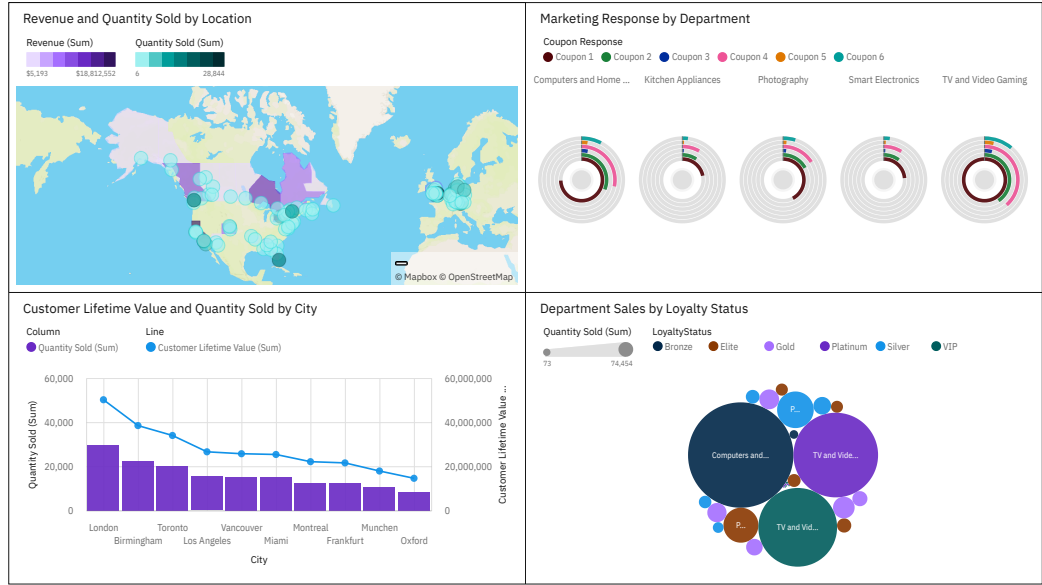 Revenue and Quantity Sold by Location
Revenue (Sum)
Quantity Sold (Sum)
$5,193
$18,812,552
6
28,844
© Mapbox © OpenStreetMap
Marketing Response by Department
Coupon Response
Coupon 1
Coupon 2
Coupon 3
Coupon 4
Coupon 5
Coupon 6
Computers and Home ...
Kitchen Appliances
Photography
Smart Electronics
TV and Video Gaming
Customer Lifetime Value and Quantity Sold by City
Column
Line
Quantity Sold (Sum)
Customer Lifetime Value (Sum)
60,000
40,000
20,000
0
Quantity Sold (Sum)
60,000,000
40,000,000
20,000,000
0
Customer Lifetime Value ...
London
Birmingham
Toronto
Los Angeles
Vancouver
Miami
Montreal
Frankfurt
Munchen
Oxford
City
Department Sales by Loyalty Status
Quantity Sold (Sum)
73
74,454
LoyaltyStatus
Bronze
Elite
Gold
Platinum
Silver
VIP
P...
Computers and...
TV and Vide...
P...
TV and Vid...